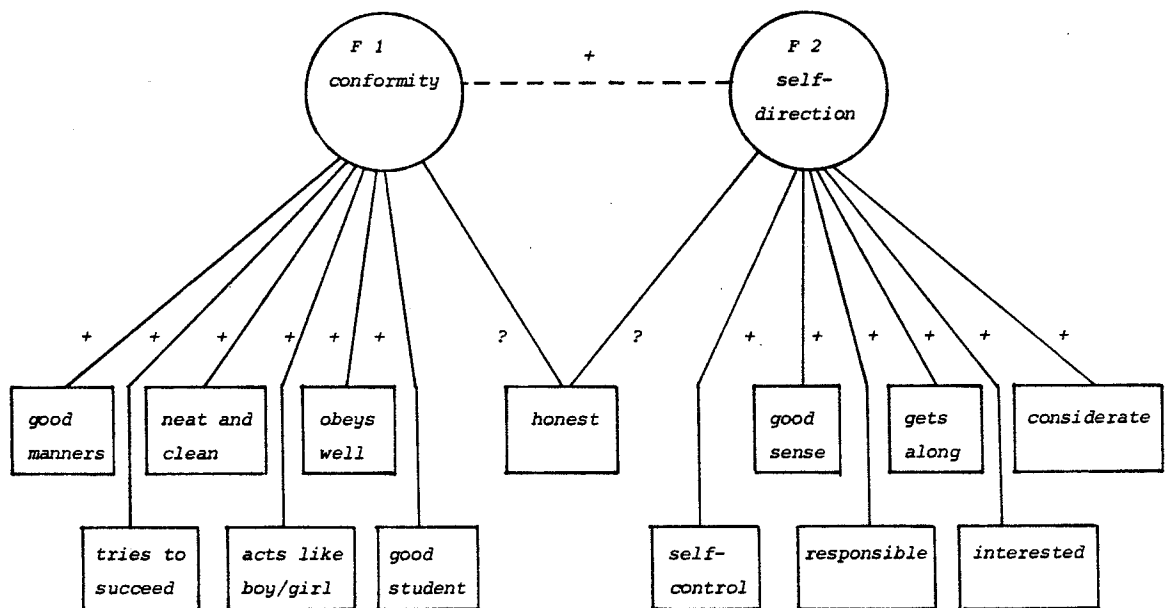 F 1
conformity
+
F 2
self-
direction
+ + + + + + ? ? + + + + + +
good
manners
neat and
clean
obeys
well
honest
good
sense
gets
along
considerate
tries to
succeed
acts like
boy/girl
good
student
self-
control
responsible
interested